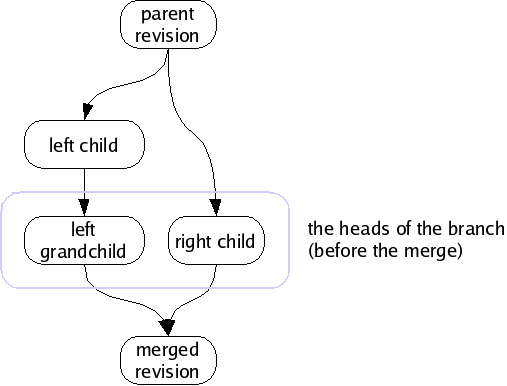 parent
revision
left child
left
grandchild
right child
the heads of the branch
(before the merge)
merged
revision